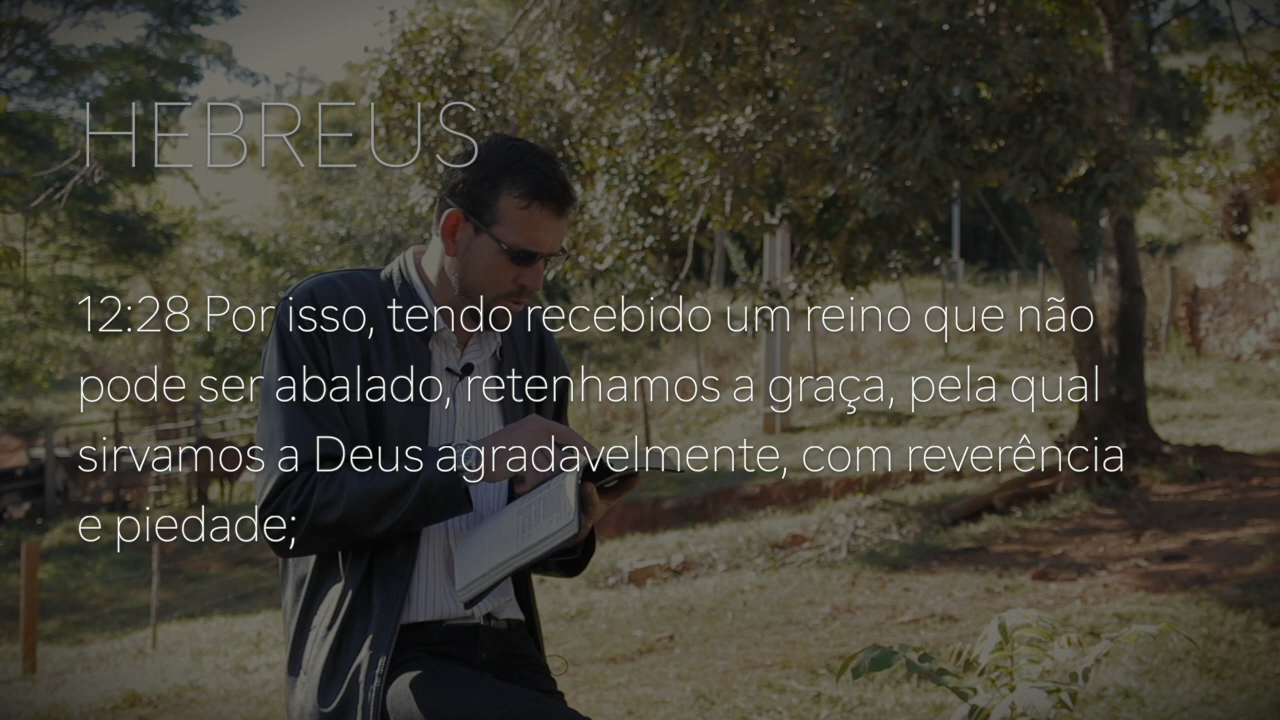 HEBREUS
12:28 Por isso, tendo recebido um reino que não
pode ser abalado, retenhamos a graça, pela qual
sirvamos a Deus agradavelmente, com reverência
e piedade;